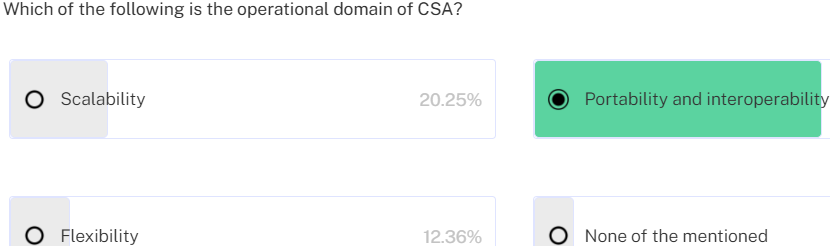 Which of the following is the operational domain of CSA?
Scalability 20.25% Portability and interoperability
Flexibility 12.36% None of the mentioned